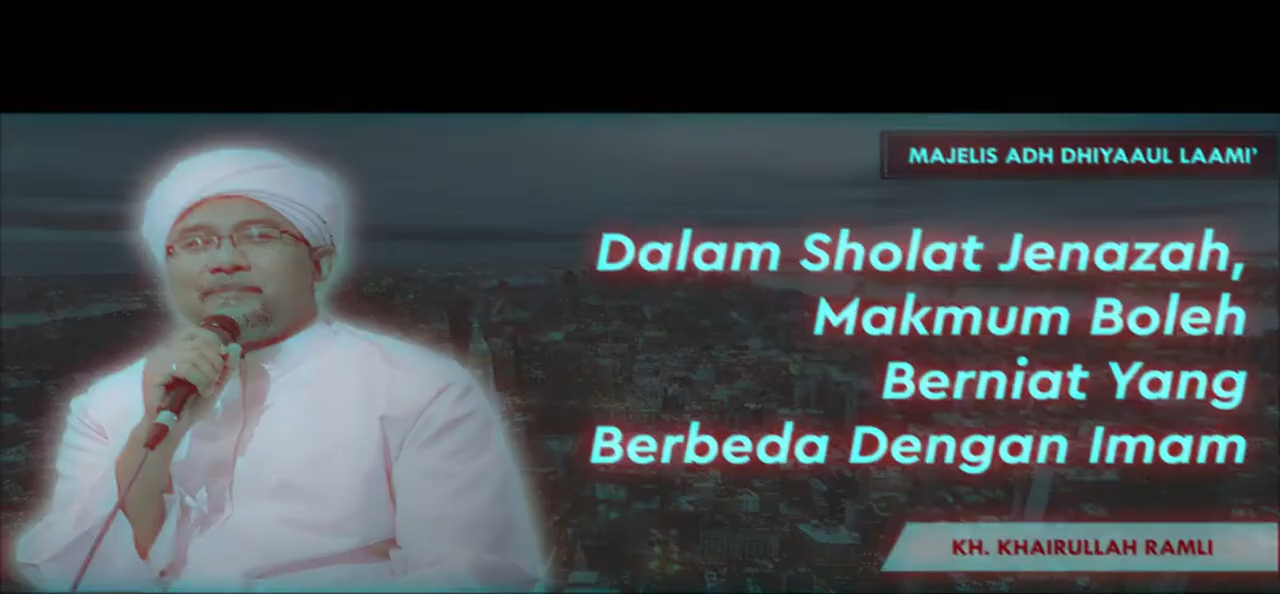 MAJELIS ADH DHIYAAUL LAAMI'
Dalam Sholat Jenazah,
Makmum Boleh
Berniat Yang
Berbeda Dengan Imam
KH. KHAIRULLAH RAMLI